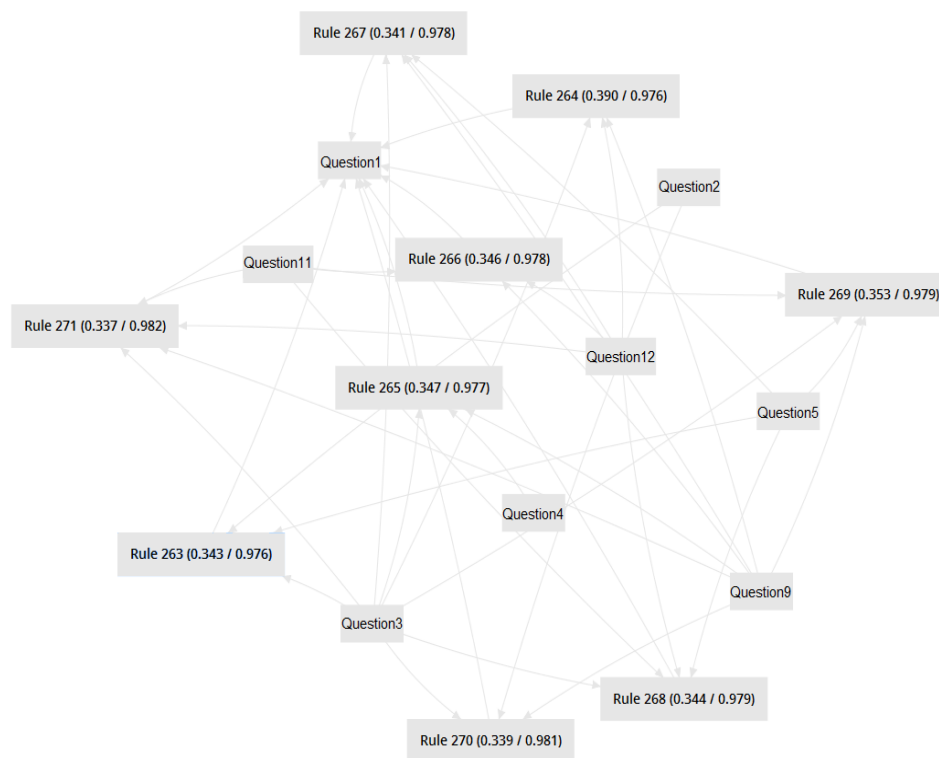 Rule 267 (0.341 / 0.978)
Rule 264 (0.390 / 0.976)
Question1
Question2
Question11
Rule 266 (0.346 / 0.978)
Rule 269 (0.353 / 0.979)
Rule 271 (0.337 / 0.982)
Question12
Rule 265 (0.347 / 0.977)
Question5
Question4
Rule 263 (0.343 / 0.976)
Question9
Question3
Rule 268 (0.344 / 0.979)
Rule 270 (0.339 / 0.981)